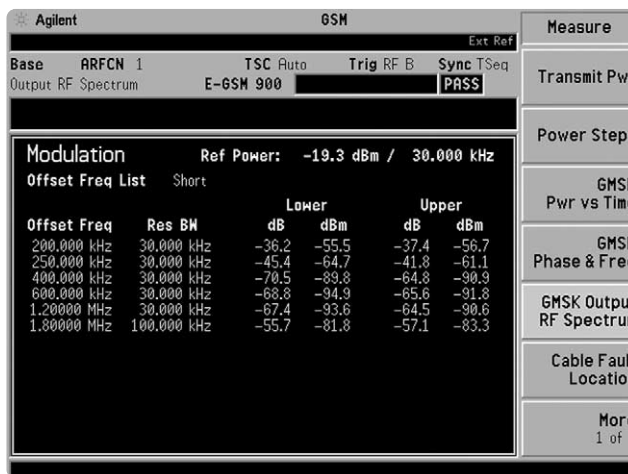 Agilent GSM Measure
Ext Ref
Base ARFCN 1 TSC Auto Trig RF B Sync TSeq
Output RF Spectrum E-GSM 900 PASS
Transmit Pw
Modulation Ref Power: -19.3 dBm / 30.000 kHz
Power Step
Offset Freq List Short
Lower Upper
Offset Freq Res BW dB dBm dB dBm
200.000 kHz 30.000 kHz -36.2 -55.5 -37.4 -56.7
250.000 kHz 30.000 kHz -45.4 -64.7 -41.8 -61.1
400.000 kHz 30.000 kHz -70.5 -89.8 -64.8 -90.9
600.000 kHz 30.000 kHz -68.8 -94.9 -65.6 -91.8
1.20000 MHz 30.000 kHz -67.4 -93.6 -64.5 -90.6
1.80000 MHz 100.000 kHz -55.7 -81.8 -57.1 -83.3
GMS
Pwr vs Tim
GMS
Phase & Fre
GMSK Outpu
RF Spectru
Cable Faul
Locatio
Mor
1 of